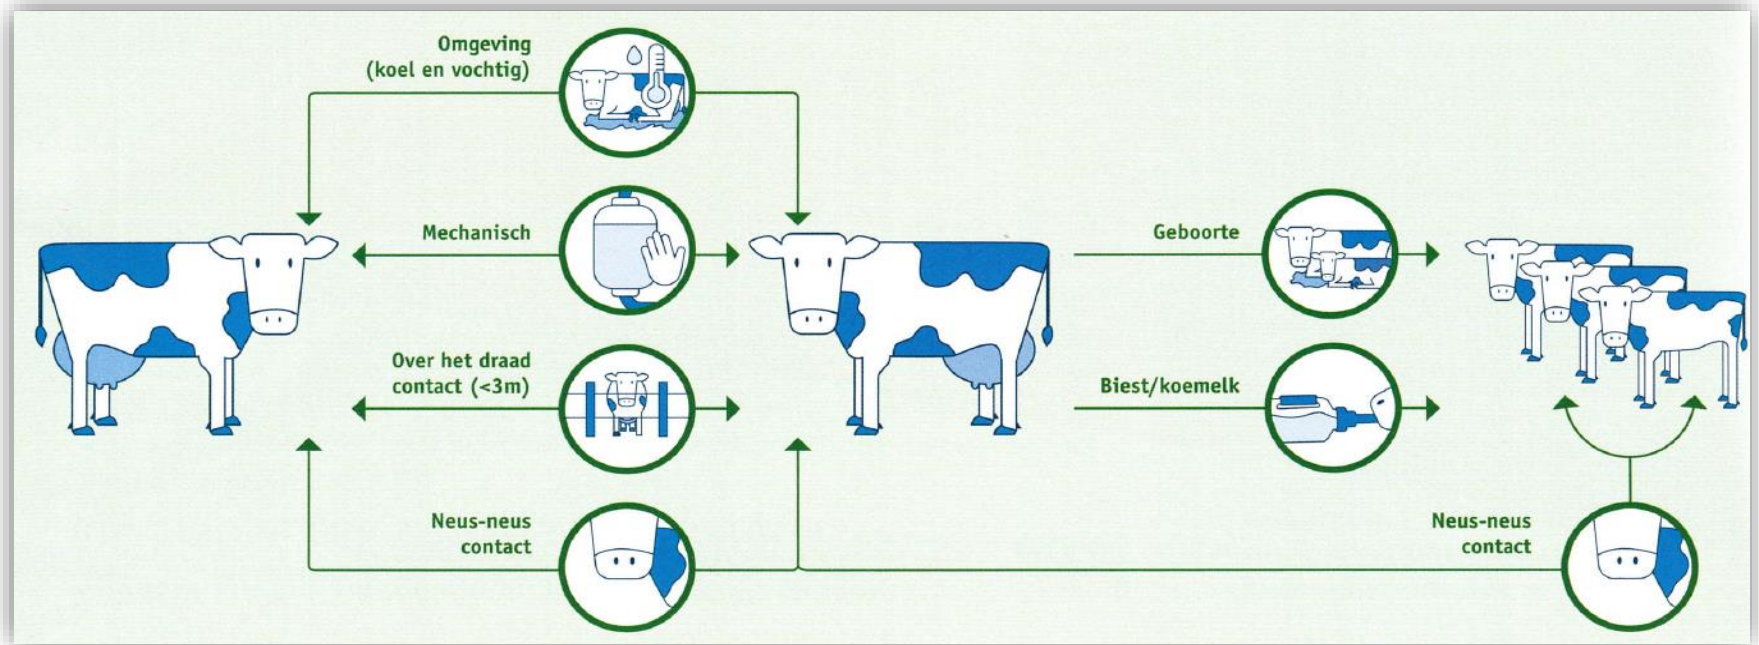 Omgeving
(koel en vochtig)
Mechanisch
Over het draad
contact (<3m)
Neus-neus
contact
Geboorte
Biest/koemelk
Neus-neus
contact